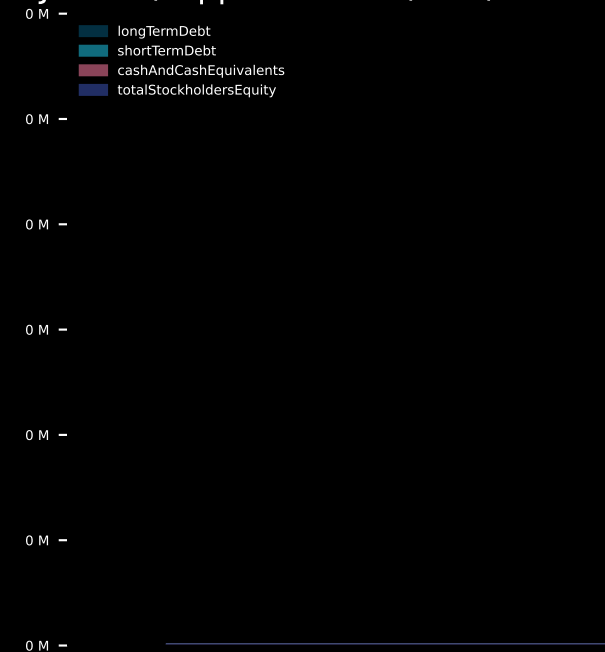 0 M
longTermDebt
shortTermDebt
cashAndCashEquivalents
totalStockholdersEquity
0 M
0 M
0 M
0 M
0 M
0 M